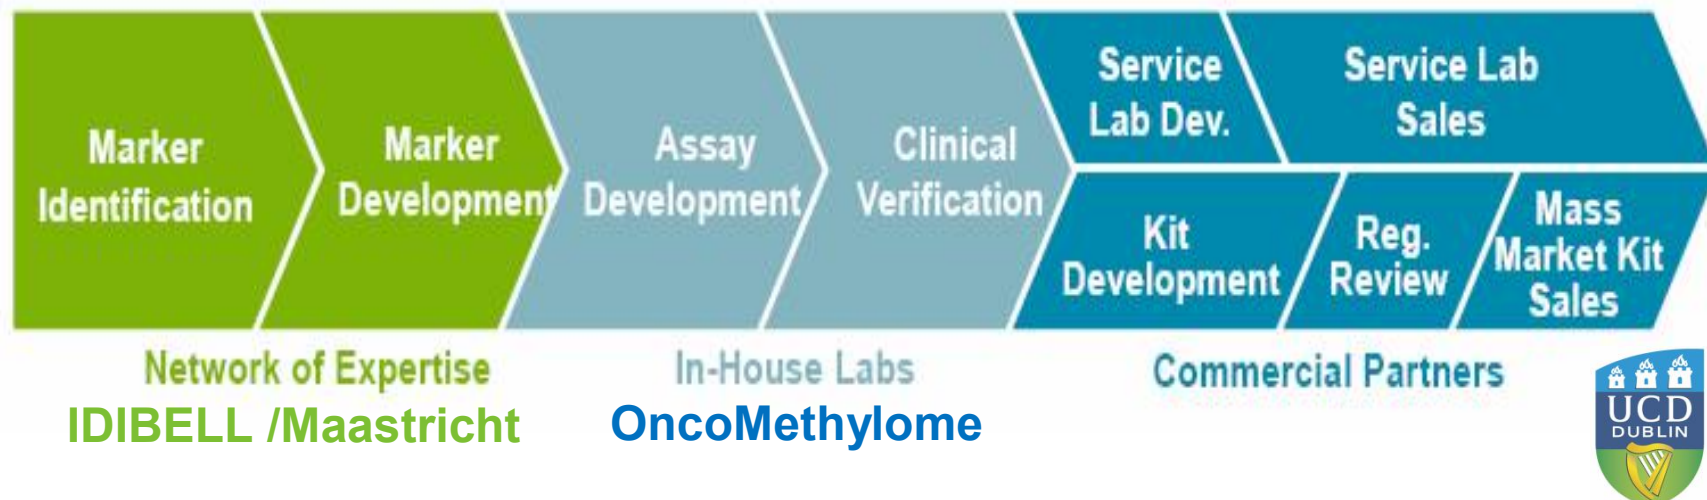 Marker
Identification
Marker
Development
Assay
Development
Clinical
Verification
Service
Lab Dev.
Service Lab
Sales
Kit
Development
Reg.
Review
Mass
Market Kit
Sales
Network of Expertise
IDIBELL /Maastricht
In-House Labs
OncoMethylome
Commercial Partners
UCD
DUBLIN